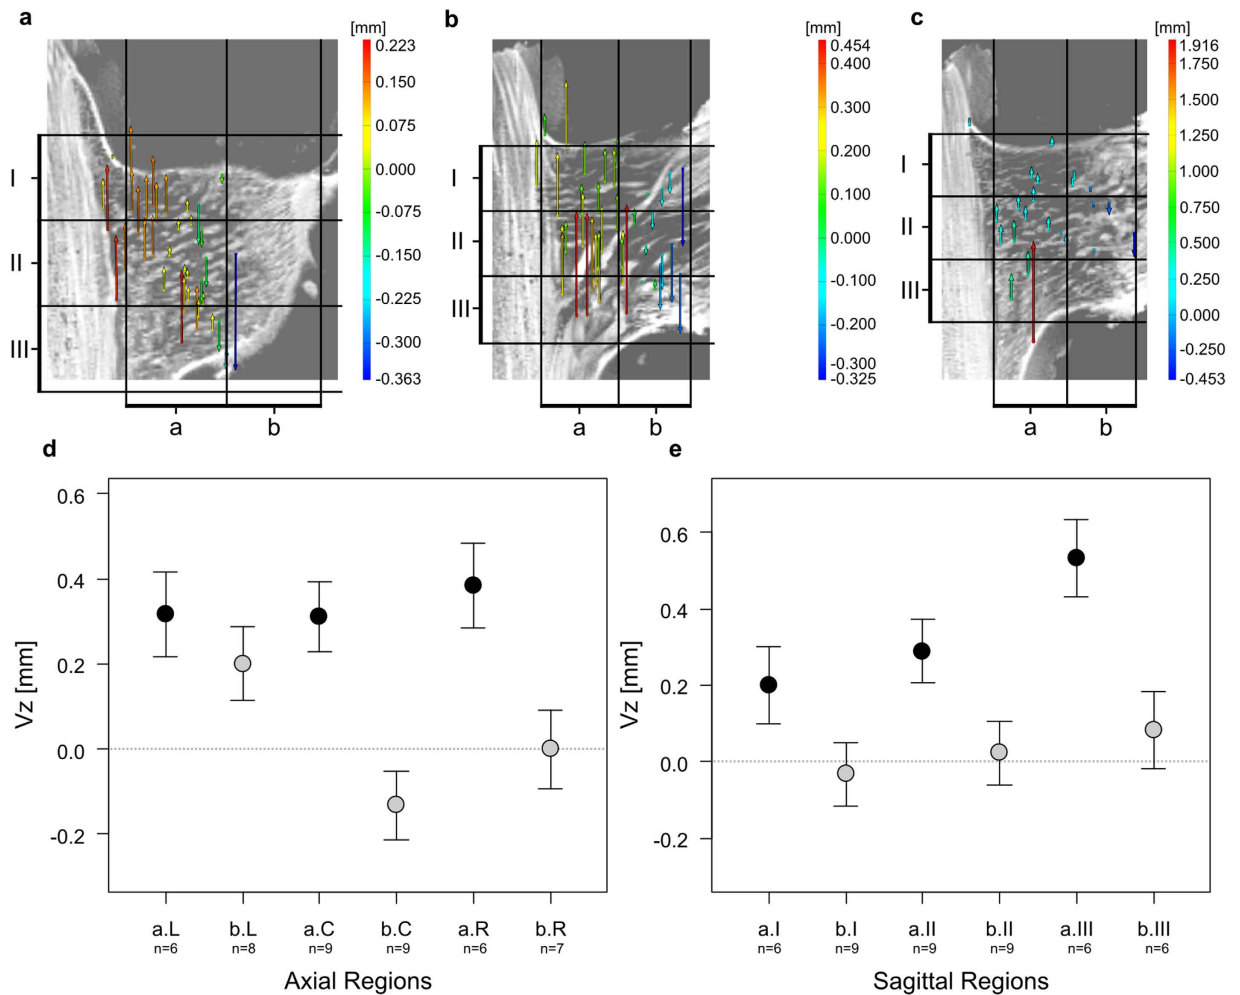 a
[mm]
0.223
0.150
0.075
0.000
-0.075
-0.150
-0.225
-0.300
-0.363
I
II
III
a b
b
[mm]
0.454
0.400
0.300
0.200
0.100
0.000
-0.100
-0.200
-0.300
-0.325
I
II
III
a b
c
[mm]
1.916
1.750
1.500
1.250
1.000
0.750
0.500
0.250
0.000
-0.250
-0.453
I
II
III
a b
d
Vz [mm]
0.6
0.4
0.2
0.0
-0.2
a.L b.L a.C b.C a.R b.R
n=6 n=8 n=9 n=9 n=6 n=7
Axial Regions
e
Vz [mm]
0.6
0.4
0.2
0.0
-0.2
a.I b.I a.II b.II a.III b.III
n=6 n=9 n=9 n=9 n=6 n=6
Sagittal Regions